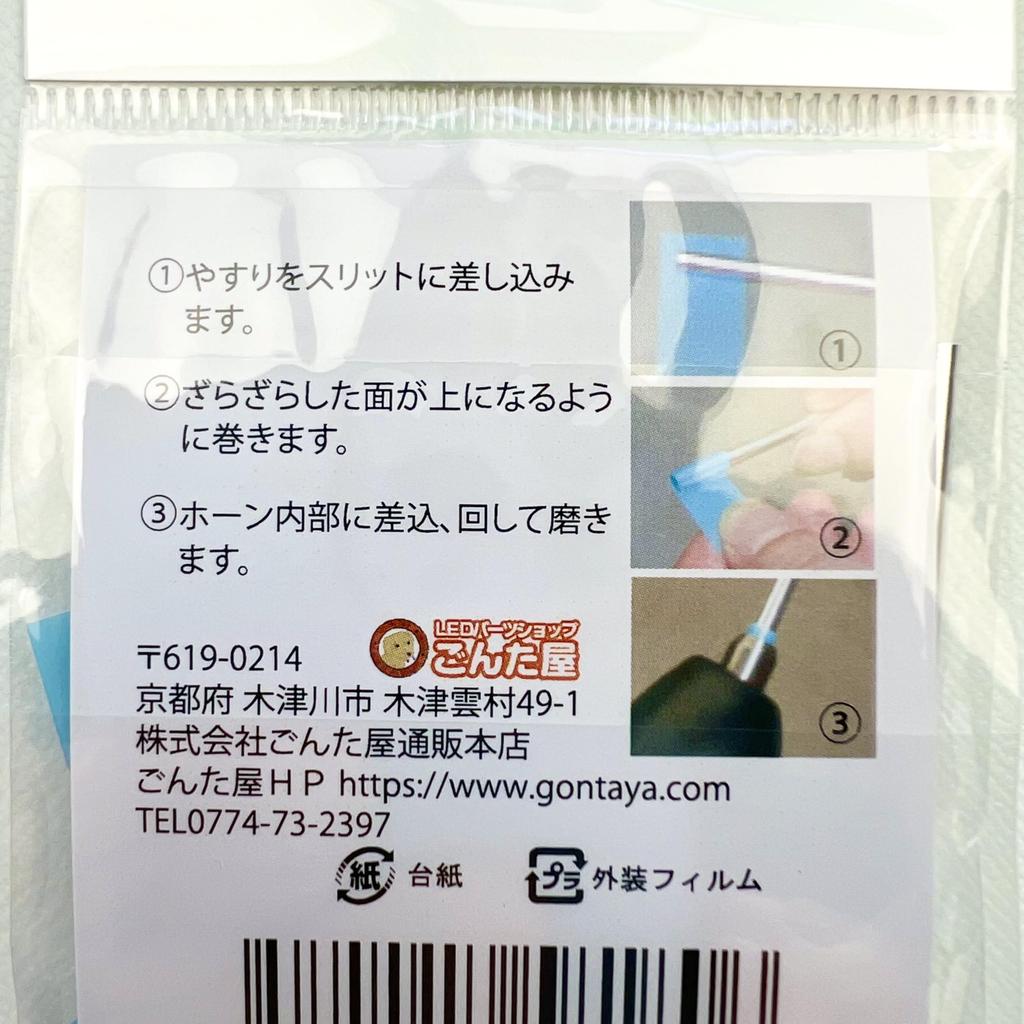 ①やすりをスリットに差し込み
ます。
②ざらざらした面が上になるよう
に巻きます。
③ホーン内部に差込、回して磨き
ます。
①
②
③
LEDパーツショップ
ごんた屋
〒619-0214
京都府 木津川市 木津雲村49-1
株式会社ごんた屋通販本店
ごんた屋HP https://www.gontaya.com
TEL0774-73-2397
紙 台紙
プラ 外装フィルム